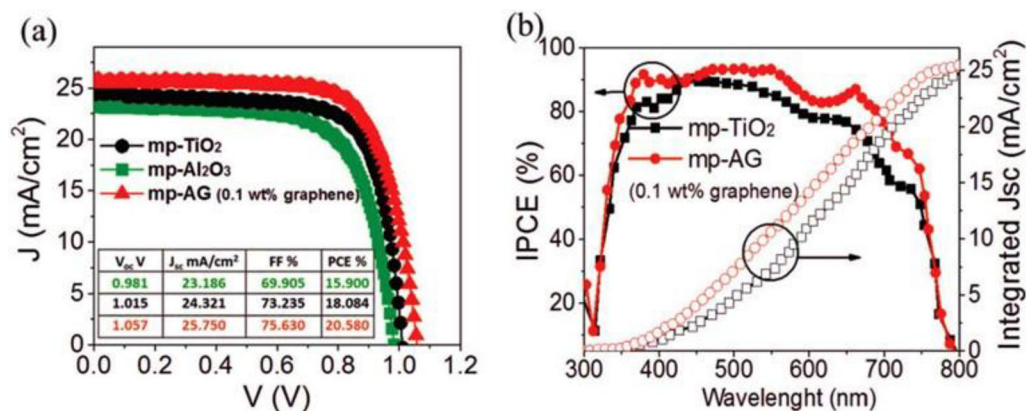 (a)
J (mA/cm²)
25
20
15
10
5
0
mp-TiO₂
mp-Al₂O₃
mp-AG (0.1 wt% graphene)
Voc V Jsc mA/cm² FF % PCE %
0.981 23.186 69.905 15.900
1.015 24.321 73.235 18.084
1.057 25.750 75.630 20.580
0.0 0.2 0.4 0.6 0.8 1.0 1.2
V (V)
(b)
IPCE (%)
100
80
60
40
20
mp-TiO₂
mp-AG
(0.1 wt% graphene)
25
20
15
10
5
0
Integrated Jsc (mA/cm²)
300 400 500 600 700 800
Wavelenght (nm)